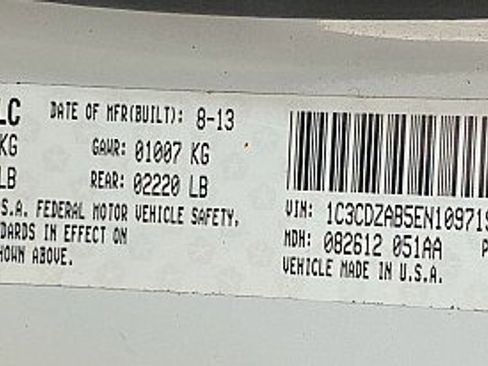 LC DATE OF MFR(BUILT): 8-13
KG GAWR: 01007 KG
LB REAR: 02220 LB
S.A. FEDERAL MOTOR VEHICLE SAFETY,
DARDS IN EFFECT ON
HOWN ABOVE.
VIN: 1C3CDZAB5EN10971
MDH: 082612 051AA P
VEHICLE MADE IN U.S.A.